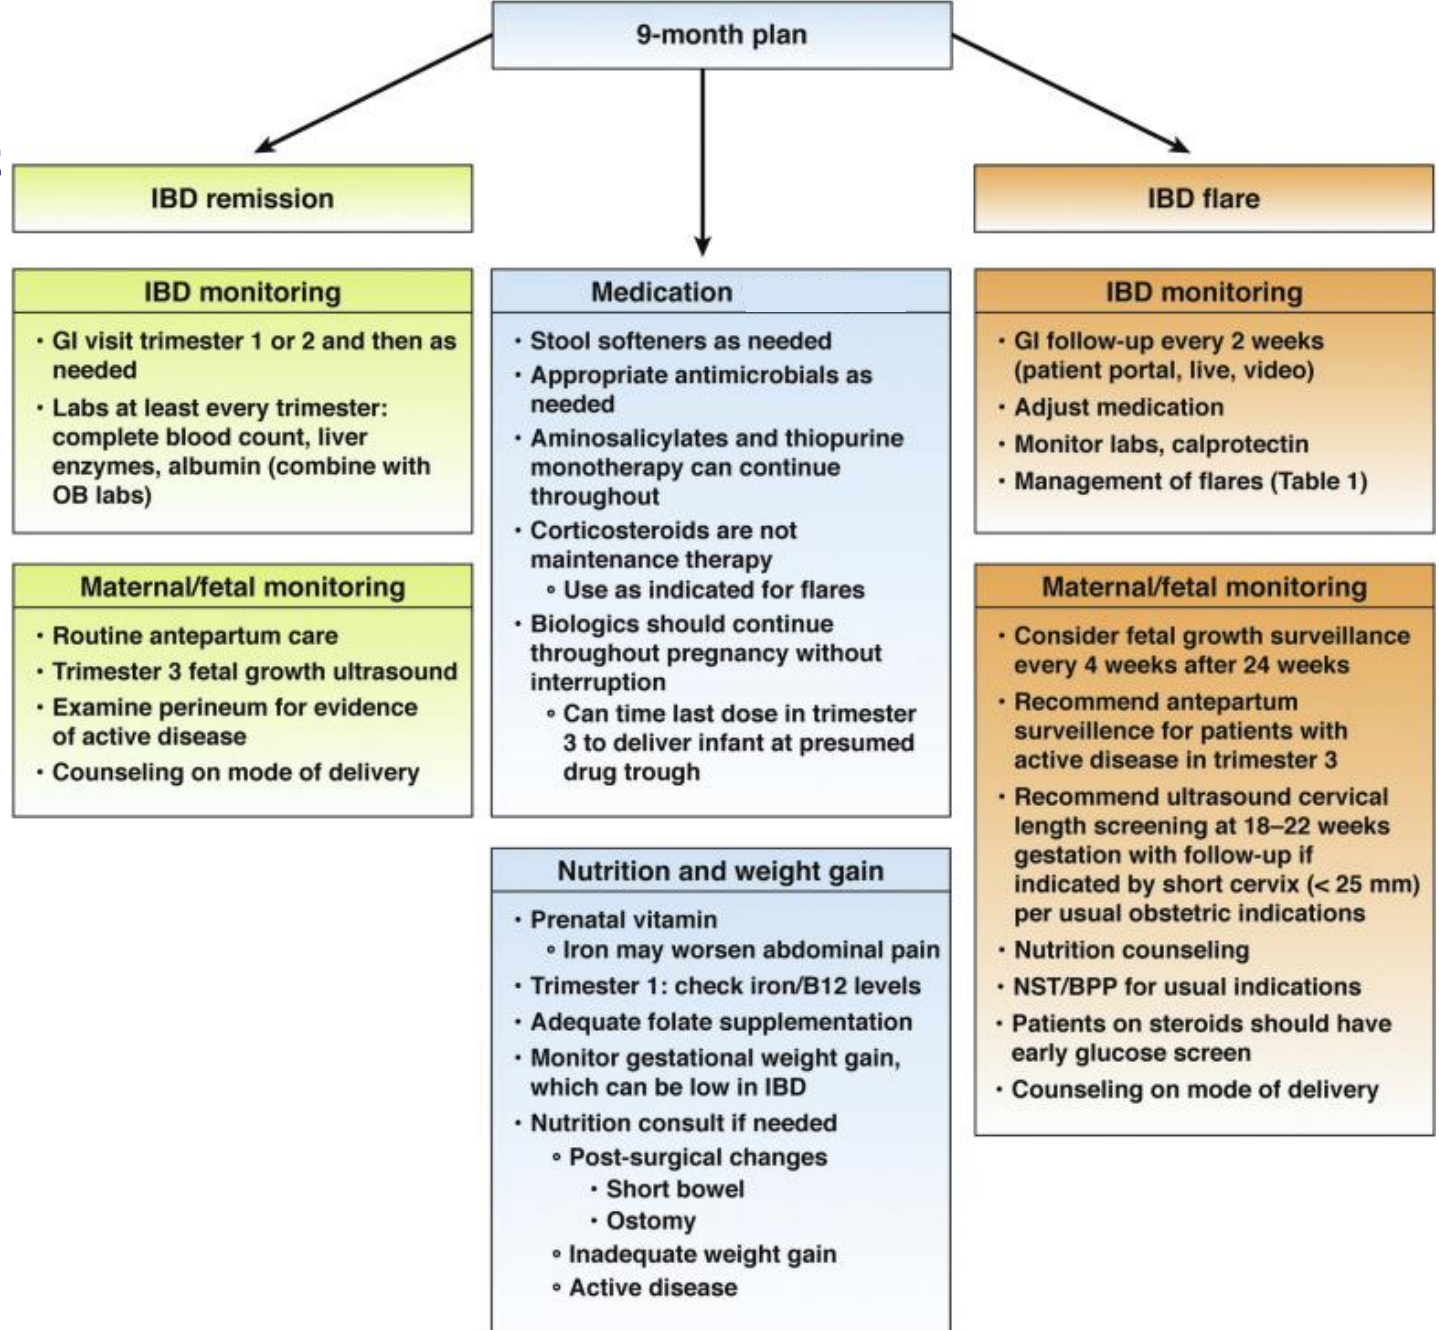 9-month plan
IBD remission
IBD monitoring
• GI visit trimester 1 or 2 and then as
needed
• Labs at least every trimester:
complete blood count, liver
enzymes, albumin (combine with
OB labs)
Maternal/fetal monitoring
• Routine antepartum care
• Trimester 3 fetal growth ultrasound
• Examine perineum for evidence
of active disease
• Counseling on mode of delivery
Medication
• Stool softeners as needed
• Appropriate antimicrobials as
needed
• Aminosalicylates and thiopurine
monotherapy can continue
throughout
• Corticosteroids are not
maintenance therapy
∘ Use as indicated for flares
• Biologics should continue
throughout pregnancy without
interruption
∘ Can time last dose in trimester
3 to deliver infant at presumed
drug trough
Nutrition and weight gain
• Prenatal vitamin
∘ Iron may worsen abdominal pain
• Trimester 1: check iron/B12 levels
• Adequate folate supplementation
• Monitor gestational weight gain,
which can be low in IBD
• Nutrition consult if needed
∘ Post-surgical changes
• Short bowel
• Ostomy
∘ Inadequate weight gain
∘ Active disease
IBD flare
IBD monitoring
• GI follow-up every 2 weeks
(patient portal, live, video)
• Adjust medication
• Monitor labs, calprotectin
• Management of flares (Table 1)
Maternal/fetal monitoring
• Consider fetal growth surveillance
every 4 weeks after 24 weeks
• Recommend antepartum
surveillence for patients with
active disease in trimester 3
• Recommend ultrasound cervical
length screening at 18–22 weeks
gestation with follow-up if
indicated by short cervix (< 25 mm)
per usual obstetric indications
• Nutrition counseling
• NST/BPP for usual indications
• Patients on steroids should have
early glucose screen
• Counseling on mode of delivery